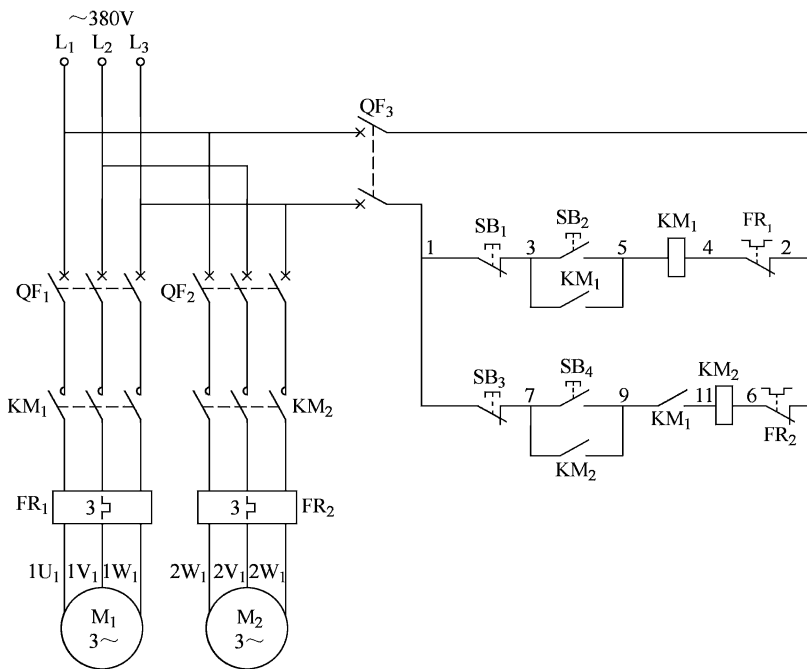 ～380V
L₁ L₂ L₃
QF₃
1 SB₁ 3 SB₂ 5 KM₁ 4 FR₁ 2
KM₁
QF₁ QF₂
SB₃ 7 SB₄ 9 KM₁ 11 KM₂ 6 FR₂
KM₂
KM₁ KM₂
FR₁ 3 3 FR₂
1U₁ 1V₁ 1W₁ 2W₁ 2V₁ 2W₁
M₁ M₂
3～ 3～